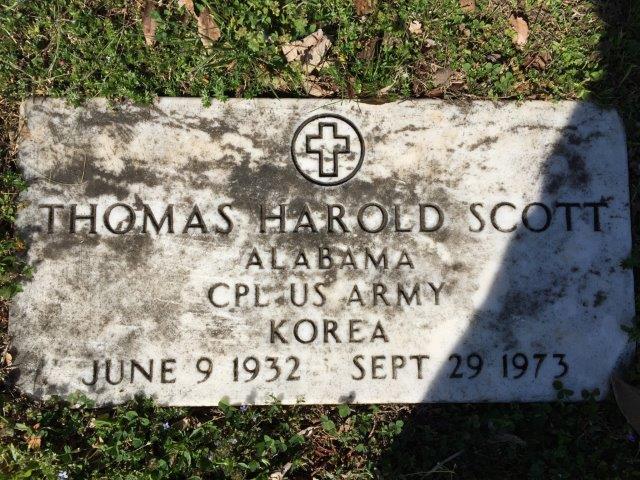 THOMAS HAROLD SCOTT
ALABAMA
CPL US ARMY
KOREA
JUNE 9 1932 SEPT 29 1973